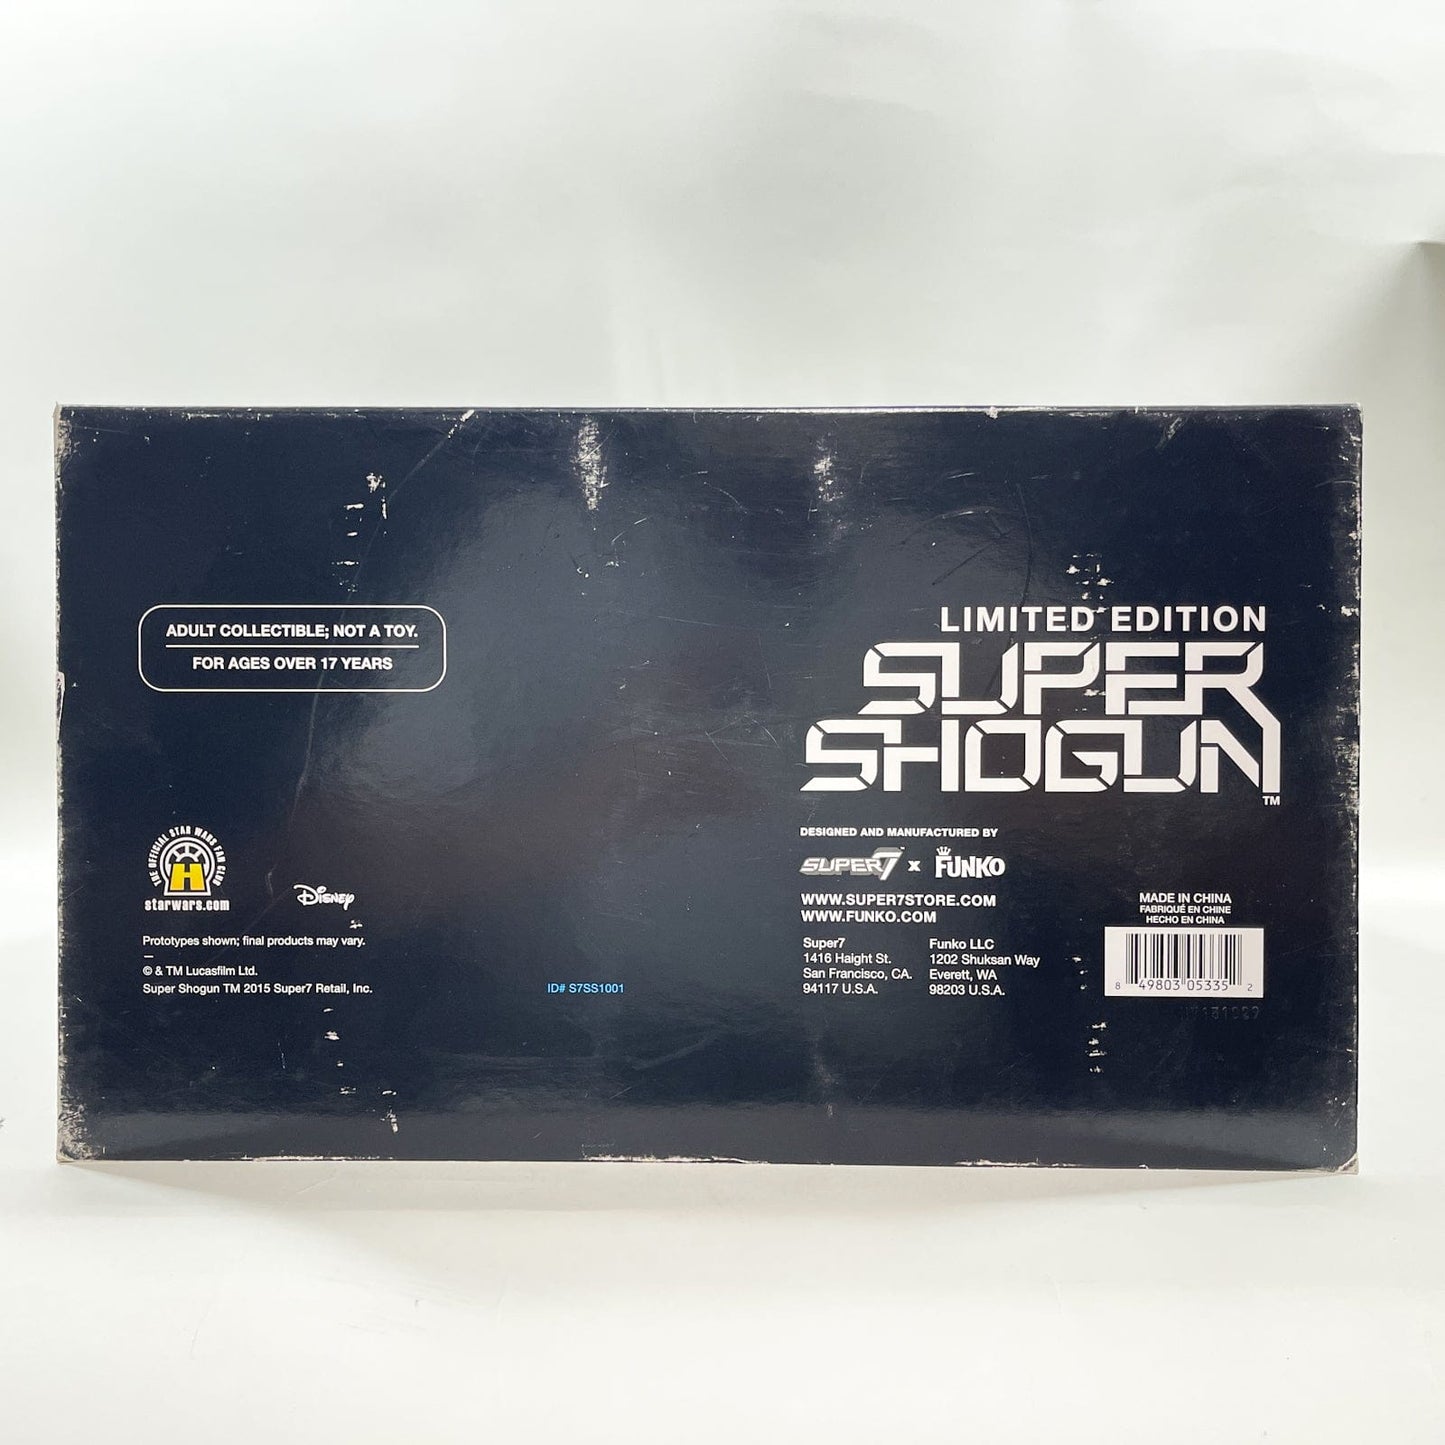 ADULT COLLECTIBLE; NOT A TOY.
FOR AGES OVER 17 YEARS
THE OFFICIAL STAR WARS FAN CLUB
H
starwars.com
Disney
Prototypes shown; final products may vary.
© & TM Lucasfilm Ltd.
Super Shogun TM 2015 Super7 Retail, Inc.
ID# S7SS1001
LIMITED EDITION
SUPER
SHOGUN™
DESIGNED AND MANUFACTURED BY
SUPER7™ x FUNKO
WWW.SUPER7STORE.COM
WWW.FUNKO.COM
Super7
1416 Haight St.
San Francisco, CA.
94117 U.S.A.
Funko LLC
1202 Shuksan Way
Everett, WA
98203 U.S.A.
MADE IN CHINA
FABRIQUÉ EN CHINE
HECHO EN CHINA
8 49803 05335 2